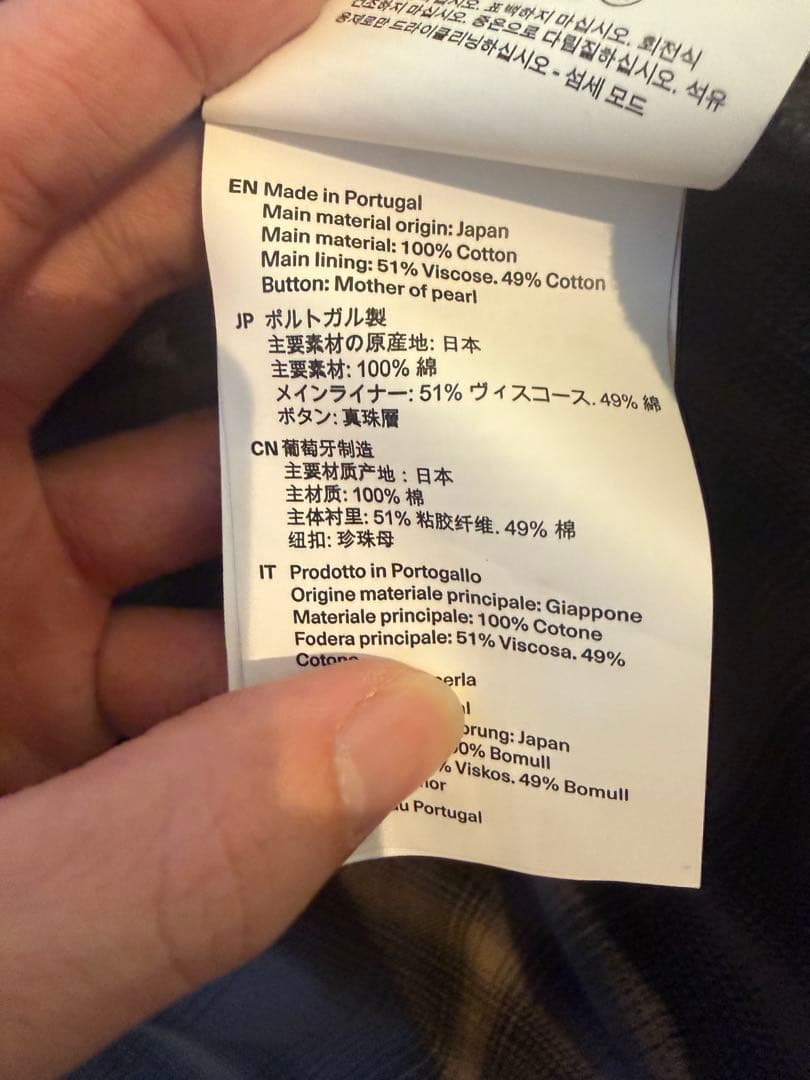 표백하지 마십시오. 회전식
건조하지 마십시오. 중온으로 다림질하십시오. 석유
용제로만 드라이클리닝하십시오 - 섬세 모드
EN Made in Portugal
Main material origin: Japan
Main material: 100% Cotton
Main lining: 51% Viscose. 49% Cotton
Button: Mother of pearl
JP ポルトガル製
主要素材の原産地: 日本
主要素材: 100% 綿
メインライナー: 51% ヴィスコース. 49% 綿
ボタン: 真珠層
CN 葡萄牙制造
主要材质产地 : 日本
主材质: 100% 棉
主体衬里: 51% 粘胶纤维. 49% 棉
纽扣: 珍珠母
IT Prodotto in Portogallo
Origine materiale principale: Giappone
Materiale principale: 100% Cotone
Fodera principale: 51% Viscosa. 49%
Cotone
erla
prung: Japan
0% Bomull
% Viskos. 49% Bomull
mor
au Portugal